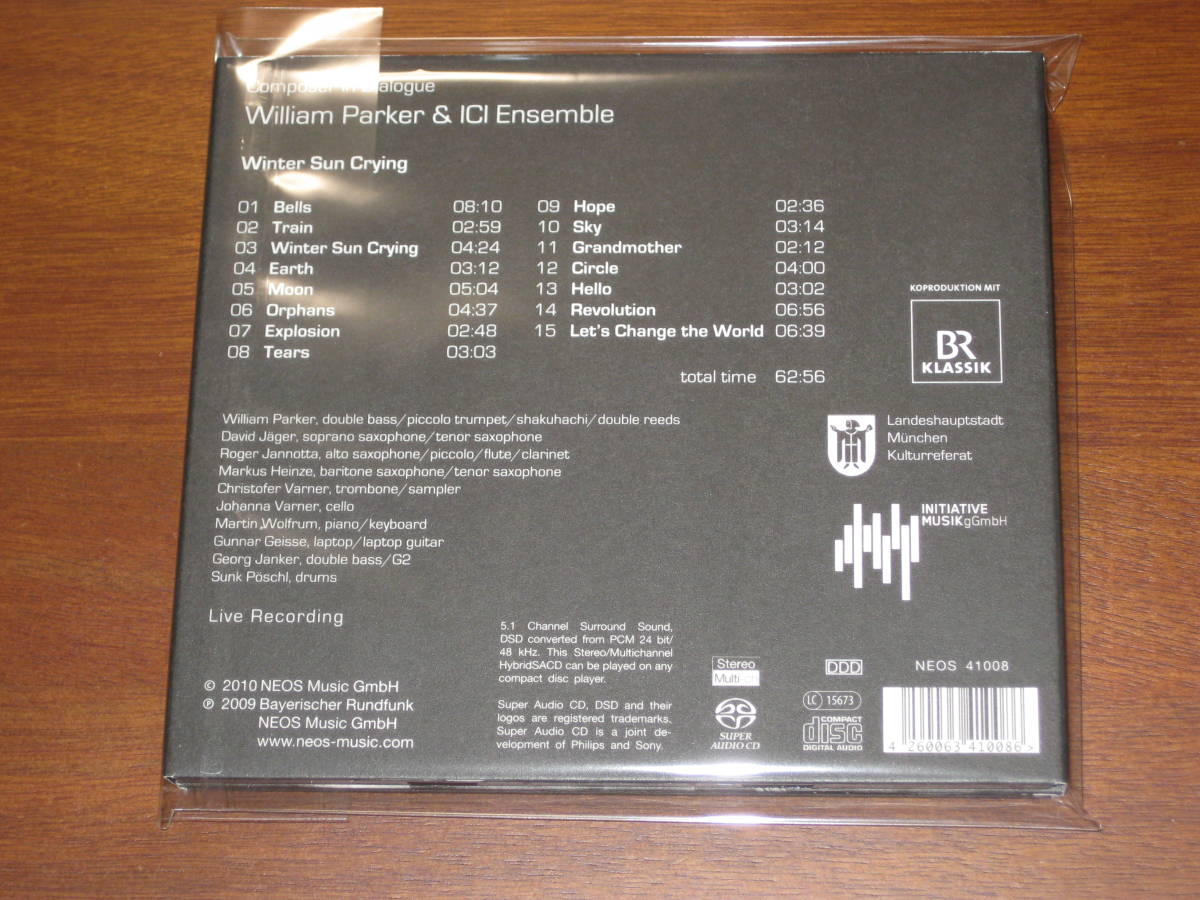 Composer in Dialogue
William Parker & ICI Ensemble
Winter Sun Crying
01 Bells 08:10
02 Train 02:59
03 Winter Sun Crying 04:24
04 Earth 03:12
05 Moon 05:04
06 Orphans 04:37
07 Explosion 02:48
08 Tears 03:03
09 Hope 02:36
10 Sky 03:14
11 Grandmother 02:12
12 Circle 04:00
13 Hello 03:02
14 Revolution 06:56
15 Let's Change the World 06:39
total time 62:56
KOPRODUKTION MIT
BR
KLASSIK
William Parker, double bass/piccolo trumpet/shakuhachi/double reeds
David Jäger, soprano saxophone/tenor saxophone
Roger Jannotta, alto saxophone/piccolo/flute/clarinet
Markus Heinze, baritone saxophone/tenor saxophone
Christofer Varner, trombone/sampler
Johanna Varner, cello
Martin Wolfrum, piano/keyboard
Gunnar Geisse, laptop/laptop guitar
Georg Janker, double bass/G2
Sunk Pöschl, drums
Landeshauptstadt
München
Kulturreferat
INITIATIVE
MUSIKgGmbH
Live Recording
© 2010 NEOS Music GmbH
℗ 2009 Bayerischer Rundfunk
NEOS Music GmbH
www.neos-music.com
5.1 Channel Surround Sound,
DSD converted from PCM 24 bit/
48 kHz. This Stereo/Multichannel
HybridSACD can be played on any
compact disc player.
Super Audio CD, DSD and their
logos are registered trademarks.
Super Audio CD is a joint de-
velopment of Philips and Sony.
Stereo
Multi-ch
SUPER
AUDIO CD
DDD
LC 15673
COMPACT
disc
DIGITAL AUDIO
NEOS 41008
4 260063 410086 >